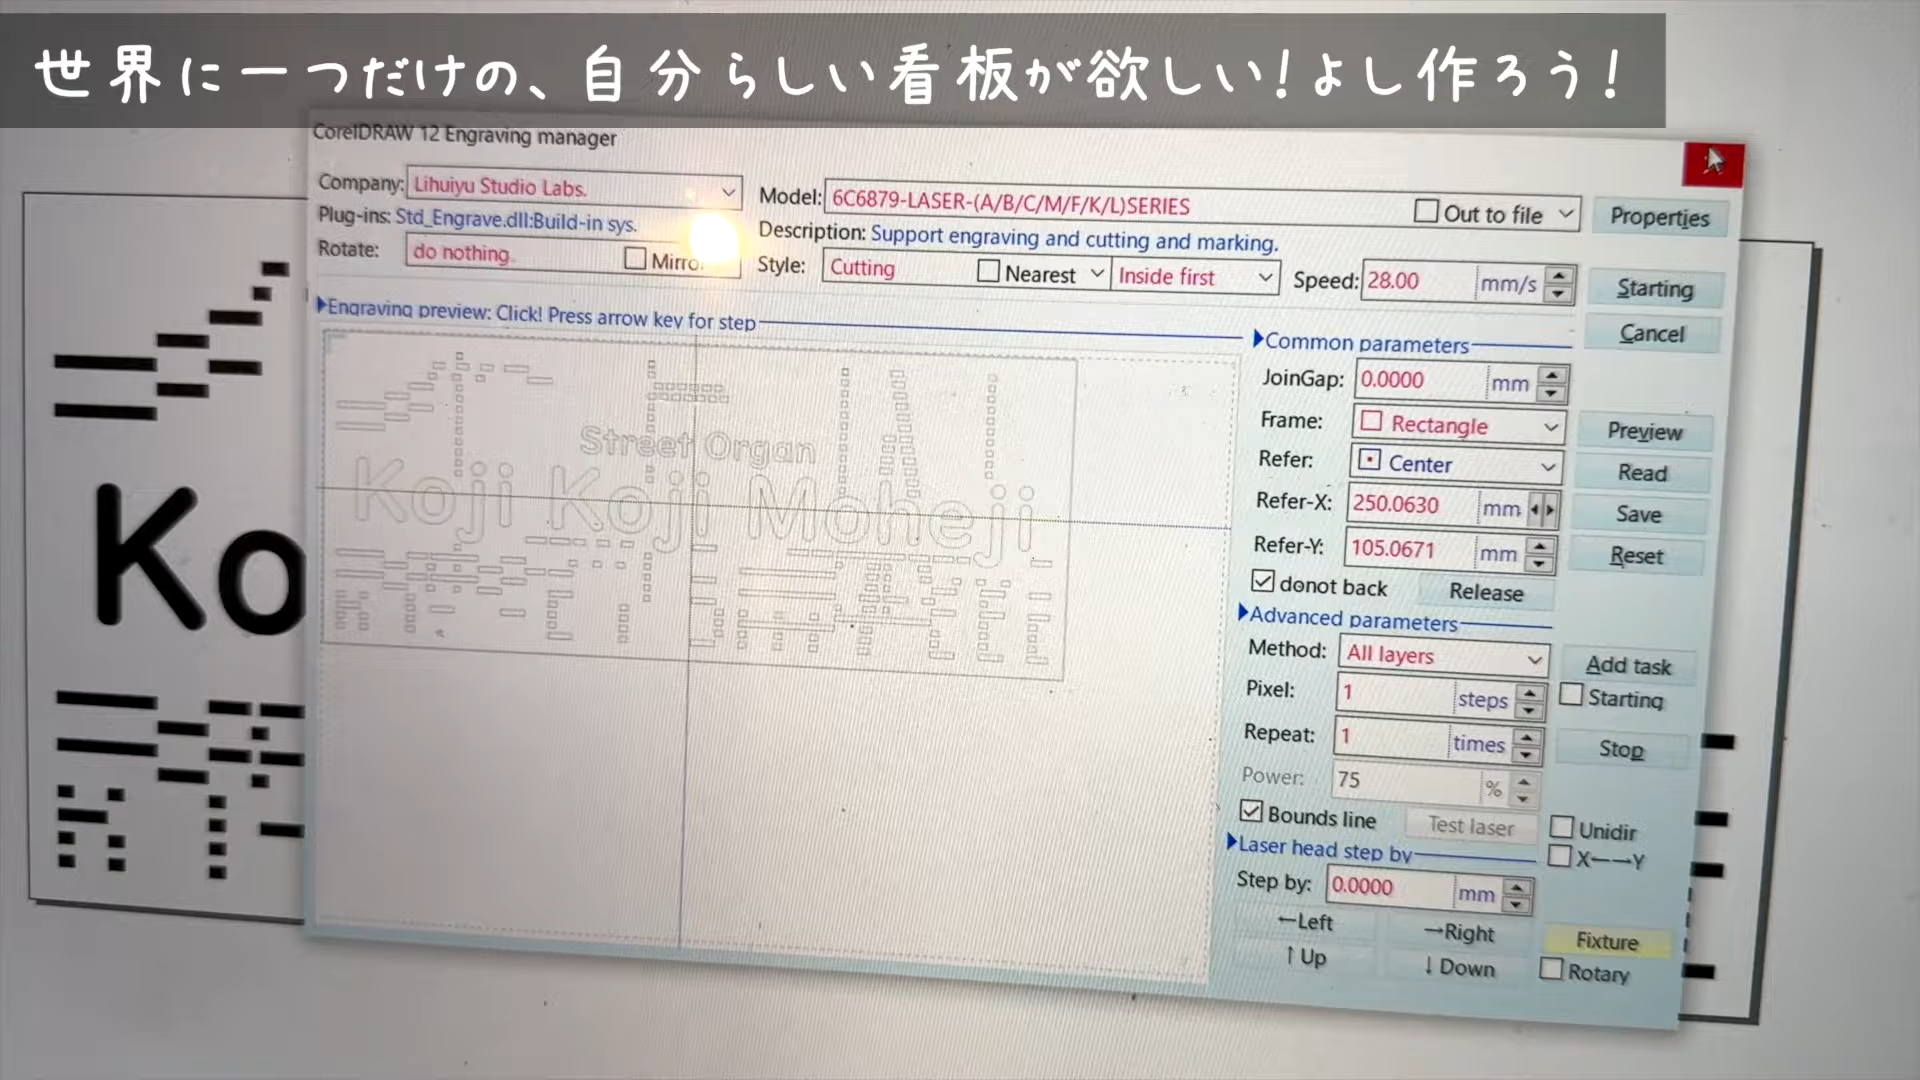 世界に一つだけの、自分らしい看板が欲しい!よし作ろう!
CorelDRAW 12 Engraving manager
Company: Lihuiyu Studio Labs.
Model: 6C6879-LASER-(A/B/C/M/F/K/L)SERIES
Out to file
Properties
Plug-ins: Std_Engrave.dll:Build-in sys.
Description: Support engraving and cutting and marking.
Rotate: do nothing.
Style: Cutting
Nearest
Inside first
Speed: 28.00 mm/s
Starting
Cancel
Engraving preview: Click! Press arrow key for step
Street Organ
Koji Koji Moheji
Ko
Common parameters
JoinGap: 0.0000 mm
Frame: Rectangle
Preview
Refer: Center
Read
Refer-X: 250.0630 mm
Save
Refer-Y: 105.0671 mm
Reset
donot back
Release
Advanced parameters
Method: All layers
Add task
Pixel: 1 steps
Starting
Repeat: 1 times
Stop
Power: 75 %
Bounds line
Test laser
Unidir
X←–→Y
Laser head step by
Step by: 0.0000 mm
←Left
→Right
Fixture
↑Up
↓Down
Rotary